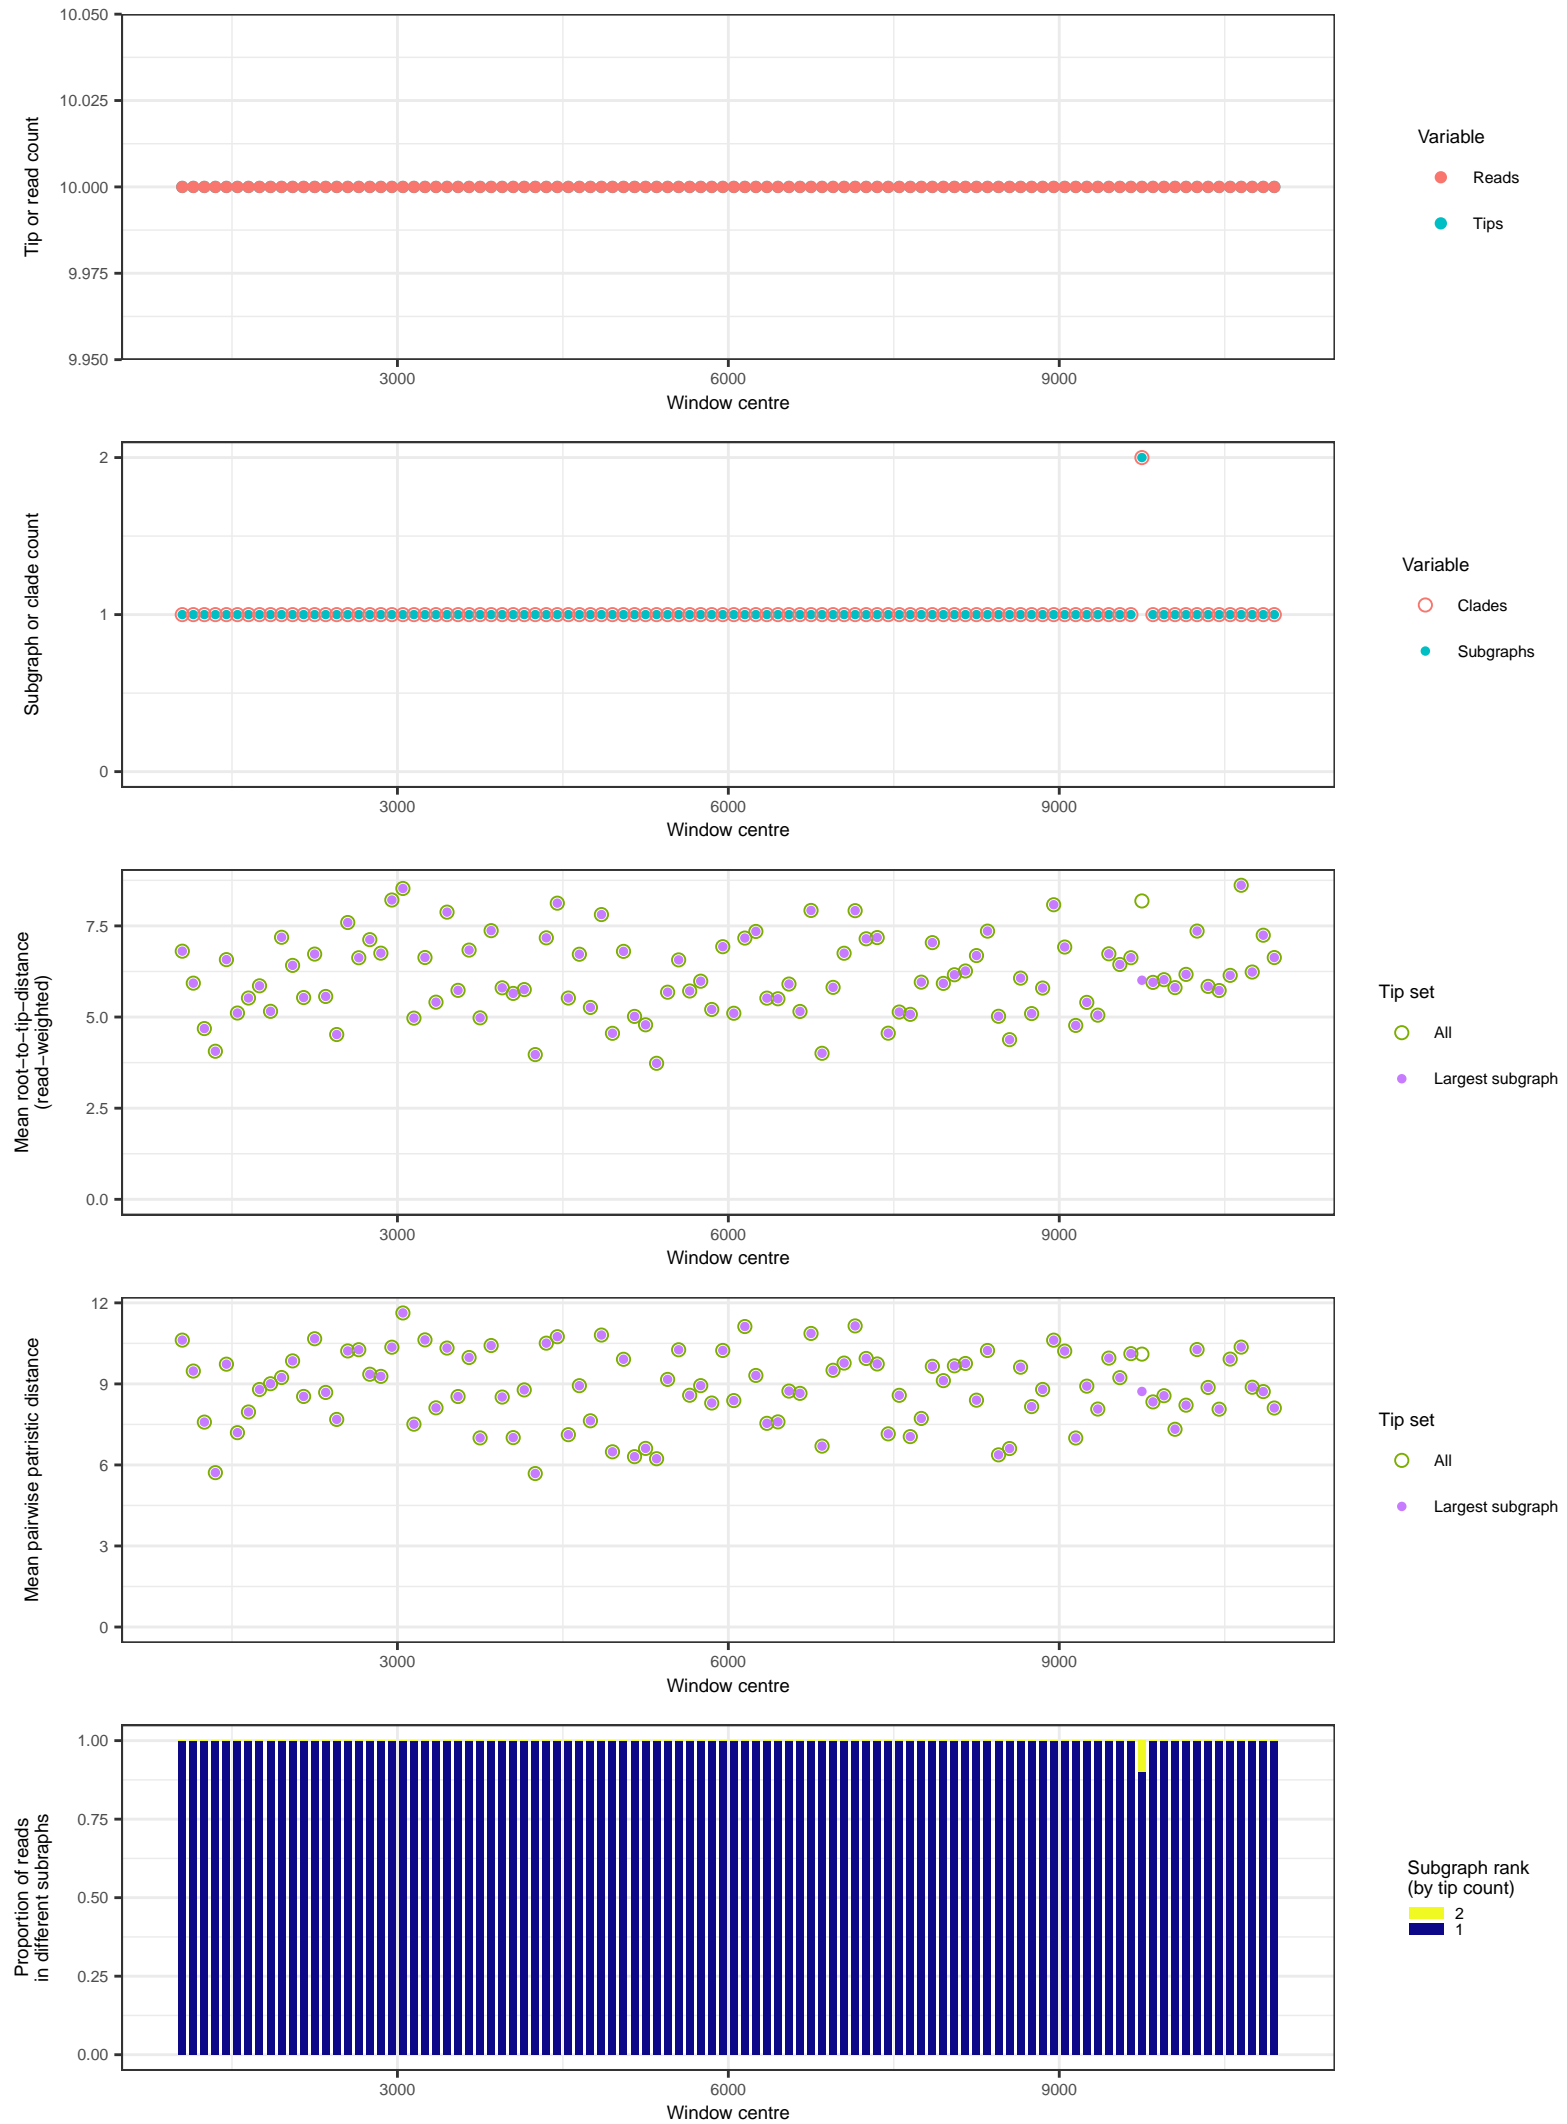 10.050
10.025
10.000
9.975
9.950
Tip or read count
3000 6000 9000
Window centre
Variable
Reads
Tips
2
1
0
Subgraph or clade count
3000 6000 9000
Window centre
Variable
Clades
Subgraphs
7.5
5.0
2.5
0.0
Mean root−to−tip−distance
(read−weighted)
3000 6000 9000
Window centre
Tip set
All
Largest subgraph
12
9
6
3
0
Mean pairwise patristic distance
3000 6000 9000
Window centre
Tip set
All
Largest subgraph
1.00
0.75
0.50
0.25
0.00
Proportion of reads
in different subraphs
3000 6000 9000
Window centre
Subgraph rank
(by tip count)
2
1